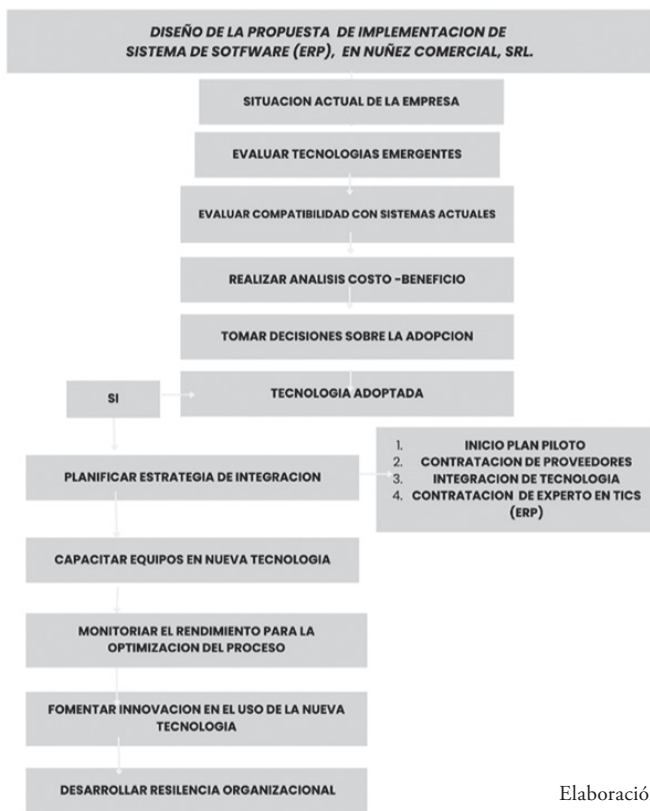 DISEÑO DE LA PROPUESTA DE IMPLEMENTACION DE
SISTEMA DE SOTFWARE (ERP), EN NUÑEZ COMERCIAL, SRL.
SITUACION ACTUAL DE LA EMPRESA
EVALUAR TECNOLOGIAS EMERGENTES
EVALUAR COMPATIBILIDAD CON SISTEMAS ACTUALES
REALIZAR ANALISIS COSTO -BENEFICIO
TOMAR DECISIONES SOBRE LA ADOPCION
SI
TECNOLOGIA ADOPTADA
PLANIFICAR ESTRATEGIA DE INTEGRACION
1. INICIO PLAN PILOTO
2. CONTRATACION DE PROVEEDORES
3. INTEGRACION DE TECNOLOGIA
4. CONTRATACION DE EXPERTO EN TICS
(ERP)
CAPACITAR EQUIPOS EN NUEVA TECNOLOGIA
MONITORIAR EL RENDIMIENTO PARA LA
OPTIMIZACION DEL PROCESO
FOMENTAR INNOVACION EN EL USO DE LA NUEVA
TECNOLOGIA
DESARROLLAR RESILENCIA ORGANIZACIONAL
Elaboració